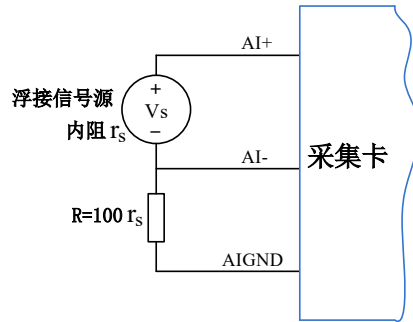 AI+
浮接信号源
内阻 rs
+
Vs
−
AI-
采集卡
R=100 rs
AIGND